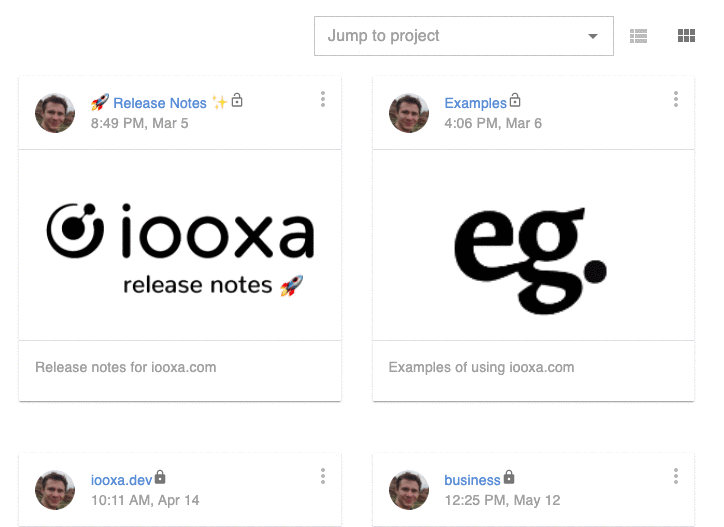 Jump to project
🚀 Release Notes ✨
8:49 PM, Mar 5
Examples
4:06 PM, Mar 6
iooxa
release notes 🚀
eg.
Release notes for iooxa.com
Examples of using iooxa.com
iooxa.dev
10:11 AM, Apr 14
business
12:25 PM, May 12